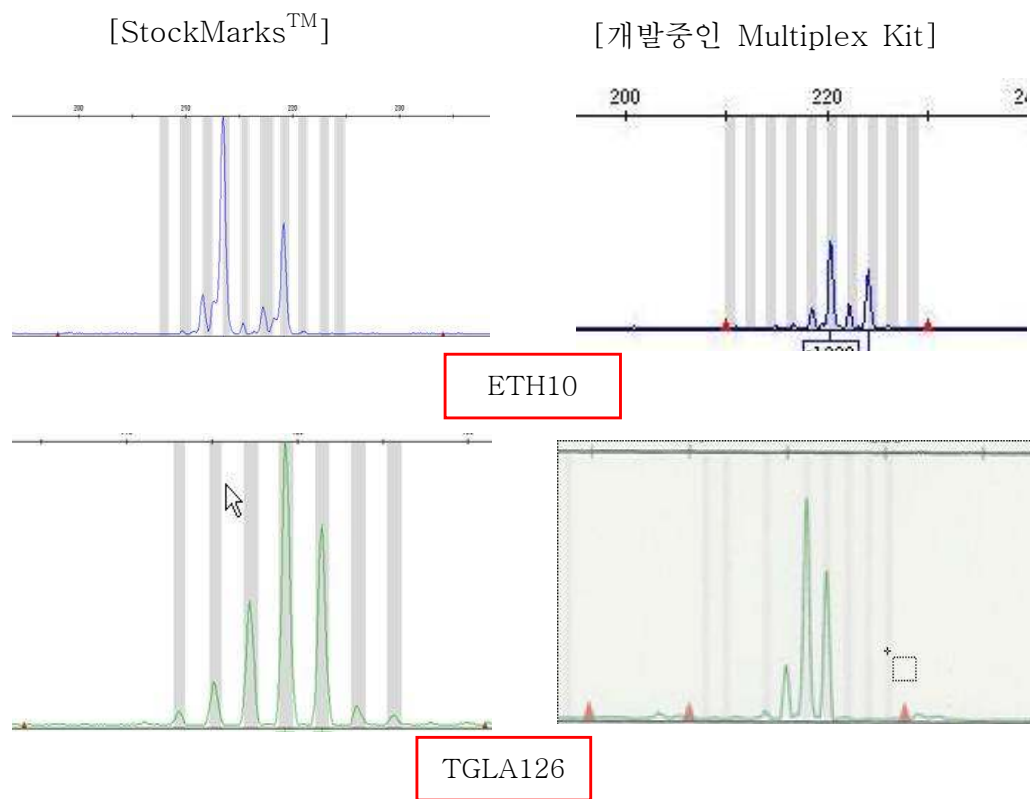 [StockMarks™]
[개발중인 Multiplex Kit]
200 210 220 230
200 220
ETH10
TGLA126